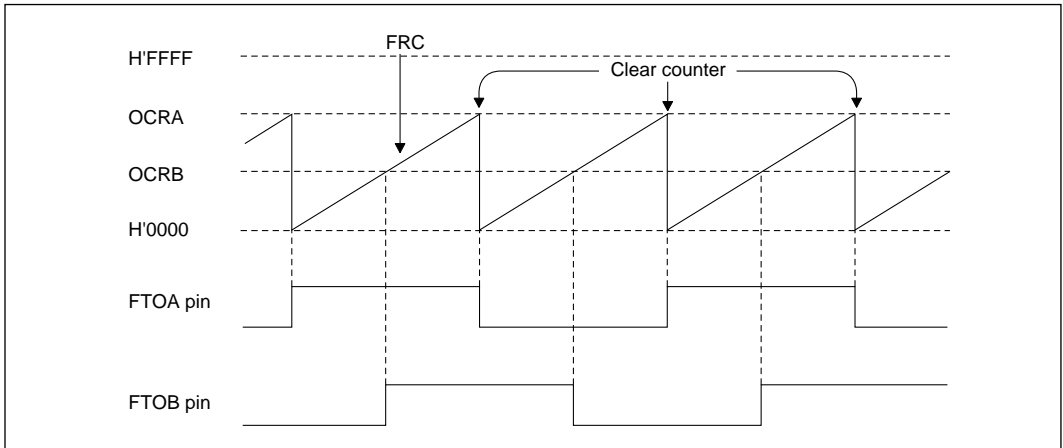 FRC
H'FFFF
Clear counter
OCRA
OCRB
H'0000
FTOA pin
FTOB pin